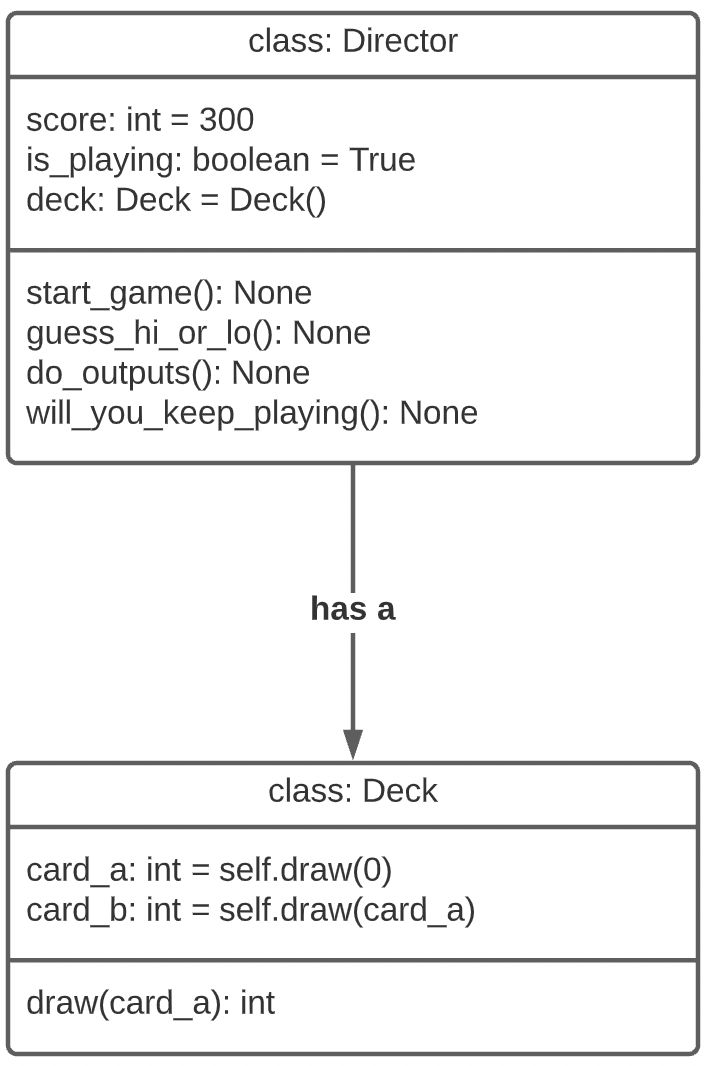 class: Director
score: int = 300
is_playing: boolean = True
deck: Deck = Deck()
start_game(): None
guess_hi_or_lo(): None
do_outputs(): None
will_you_keep_playing(): None
has a
class: Deck
card_a: int = self.draw(0)
card_b: int = self.draw(card_a)
draw(card_a): int